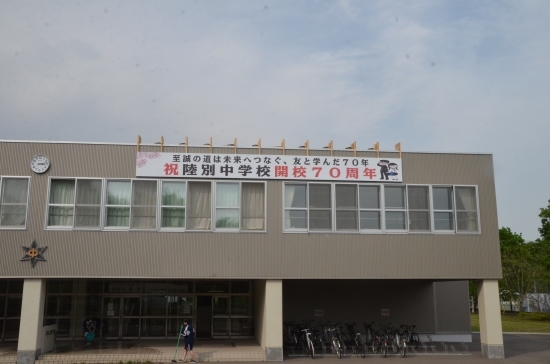 至誠の道は未来へつなぐ、友と学んだ70年
祝陸別中学校開校70周年